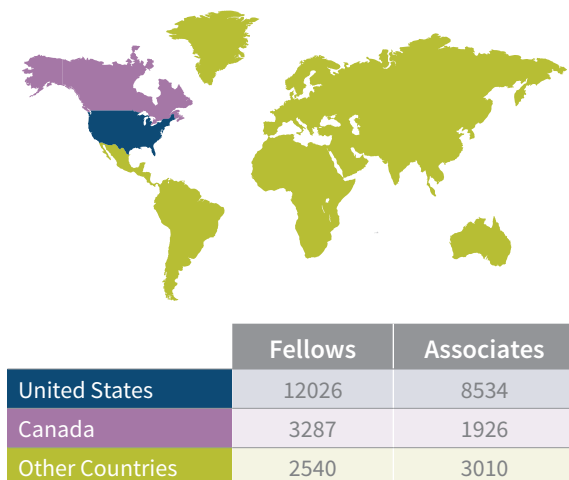 Fellows Associates
United States 12026 8534
Canada 3287 1926
Other Countries 2540 3010